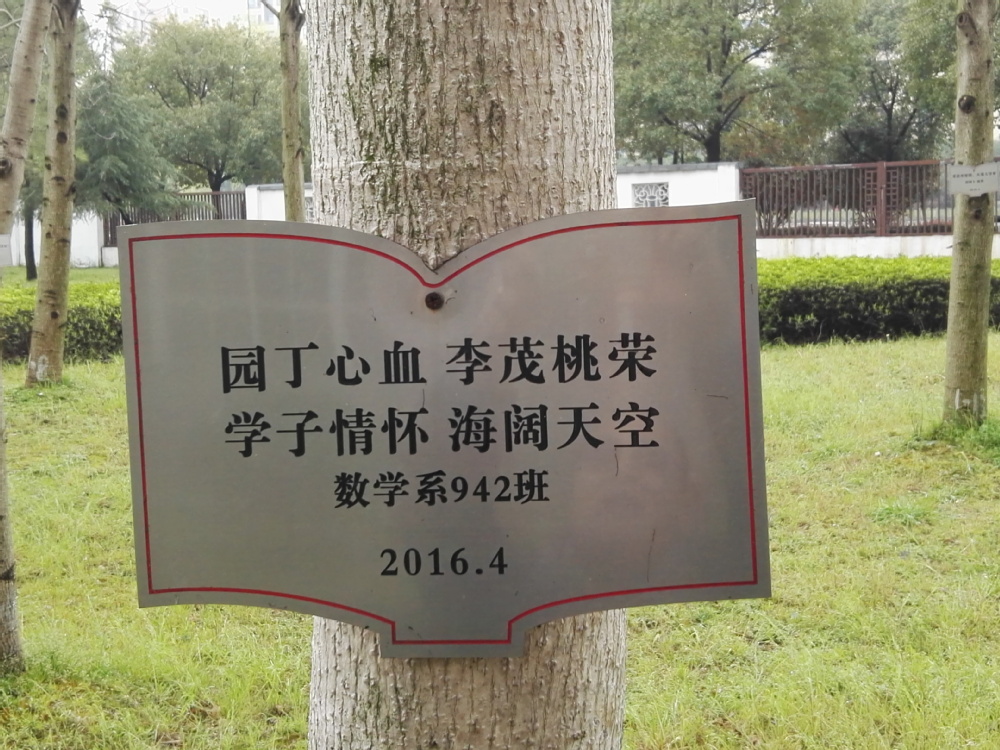 园丁心血 李茂桃荣
学子情怀 海阔天空
数学系942班
2016.4